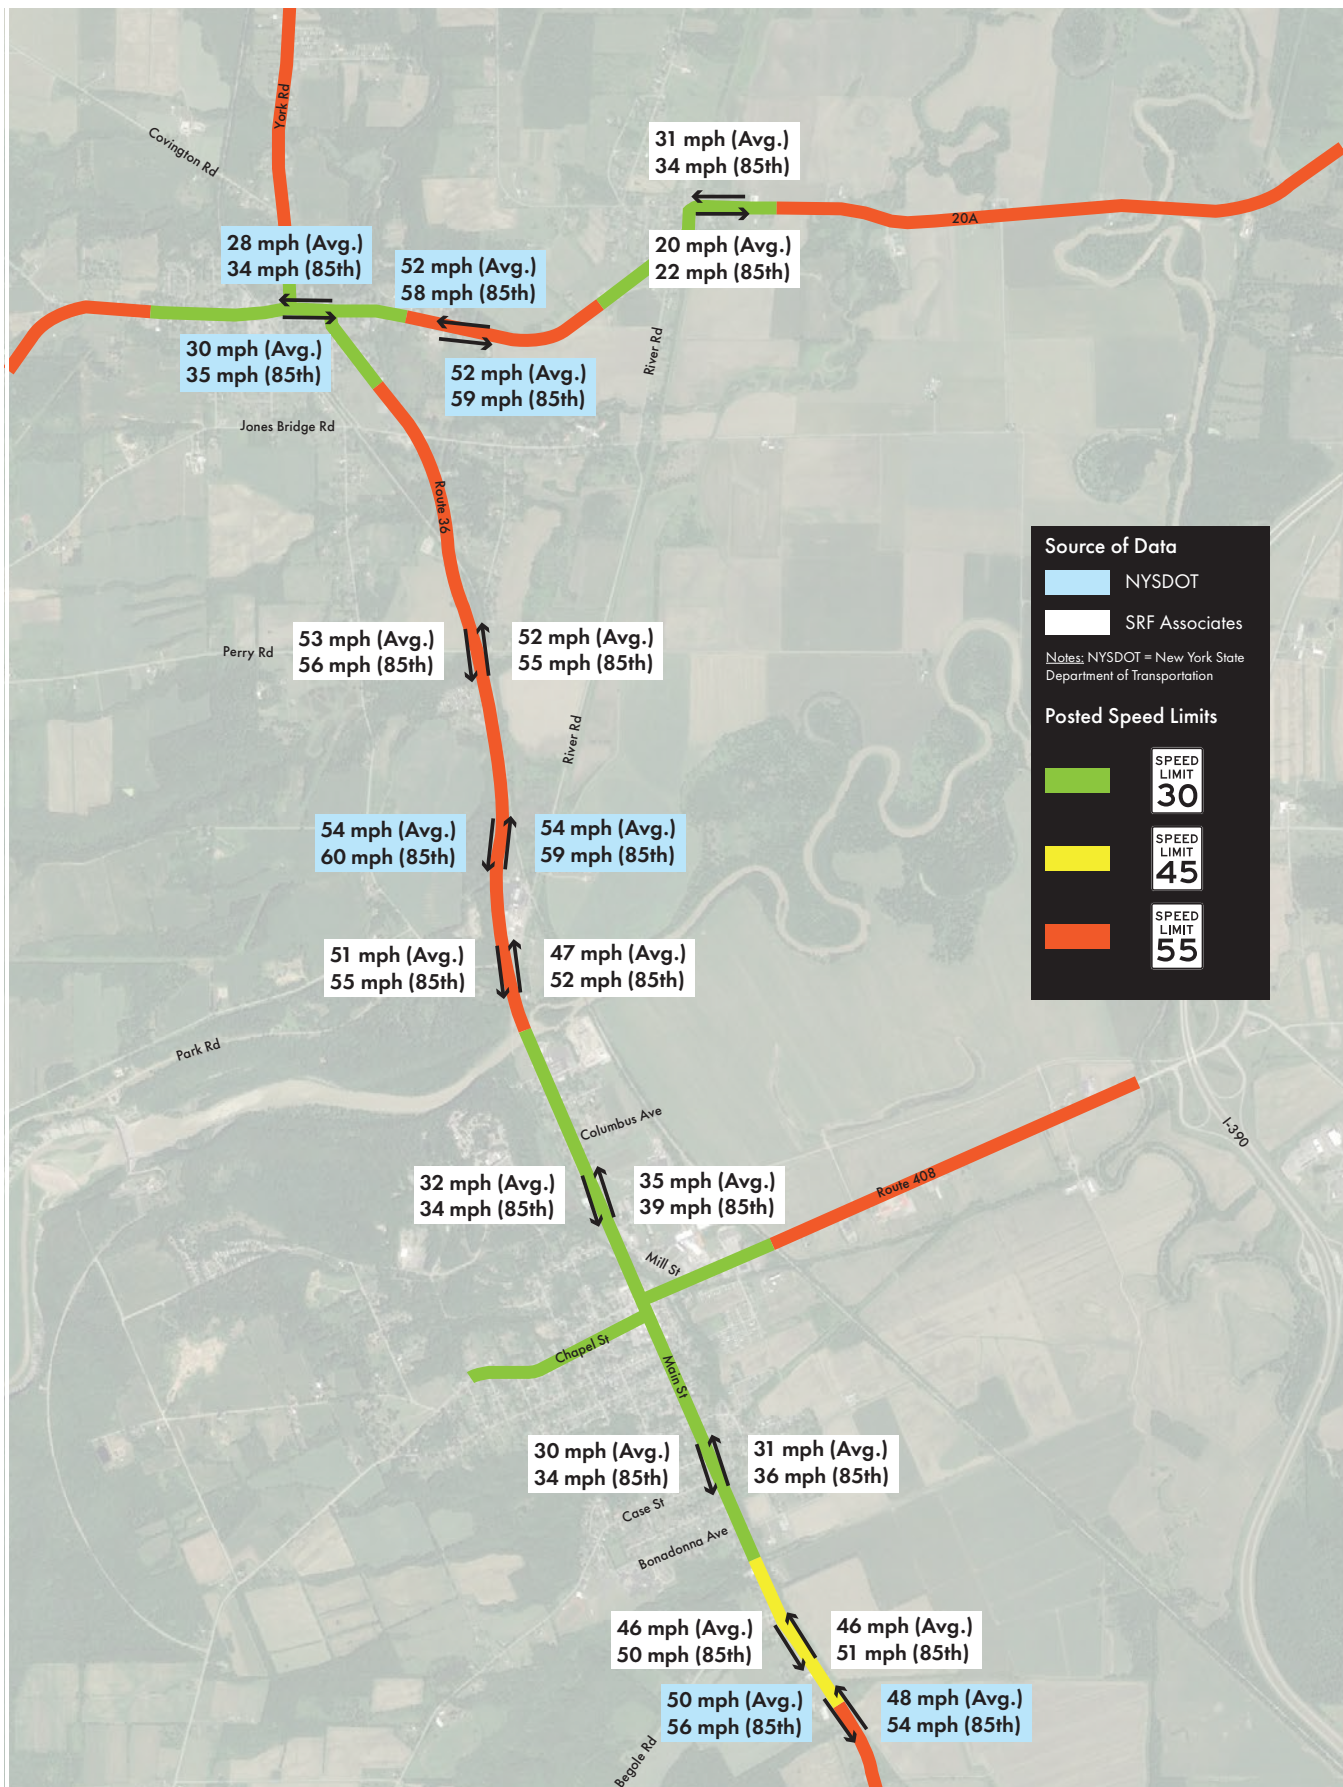 York Rd
Covington Rd
31 mph (Avg.)
34 mph (85th)
20A
28 mph (Avg.)
34 mph (85th)
52 mph (Avg.)
58 mph (85th)
20 mph (Avg.)
22 mph (85th)
30 mph (Avg.)
35 mph (85th)
52 mph (Avg.)
59 mph (85th)
River Rd
Jones Bridge Rd
Route 36
Source of Data
NYSDOT
SRF Associates
Notes: NYSDOT = New York State
Department of Transportation
Posted Speed Limits
SPEED
LIMIT
30
SPEED
LIMIT
45
SPEED
LIMIT
55
Perry Rd
53 mph (Avg.)
56 mph (85th)
52 mph (Avg.)
55 mph (85th)
River Rd
54 mph (Avg.)
60 mph (85th)
54 mph (Avg.)
59 mph (85th)
51 mph (Avg.)
55 mph (85th)
47 mph (Avg.)
52 mph (85th)
Park Rd
Columbus Ave
I-390
32 mph (Avg.)
34 mph (85th)
35 mph (Avg.)
39 mph (85th)
Route 408
Mill St
Chapel St
Main St
30 mph (Avg.)
34 mph (85th)
31 mph (Avg.)
36 mph (85th)
Case St
Bonadonna Ave
46 mph (Avg.)
50 mph (85th)
46 mph (Avg.)
51 mph (85th)
50 mph (Avg.)
56 mph (85th)
48 mph (Avg.)
54 mph (85th)
Begole Rd